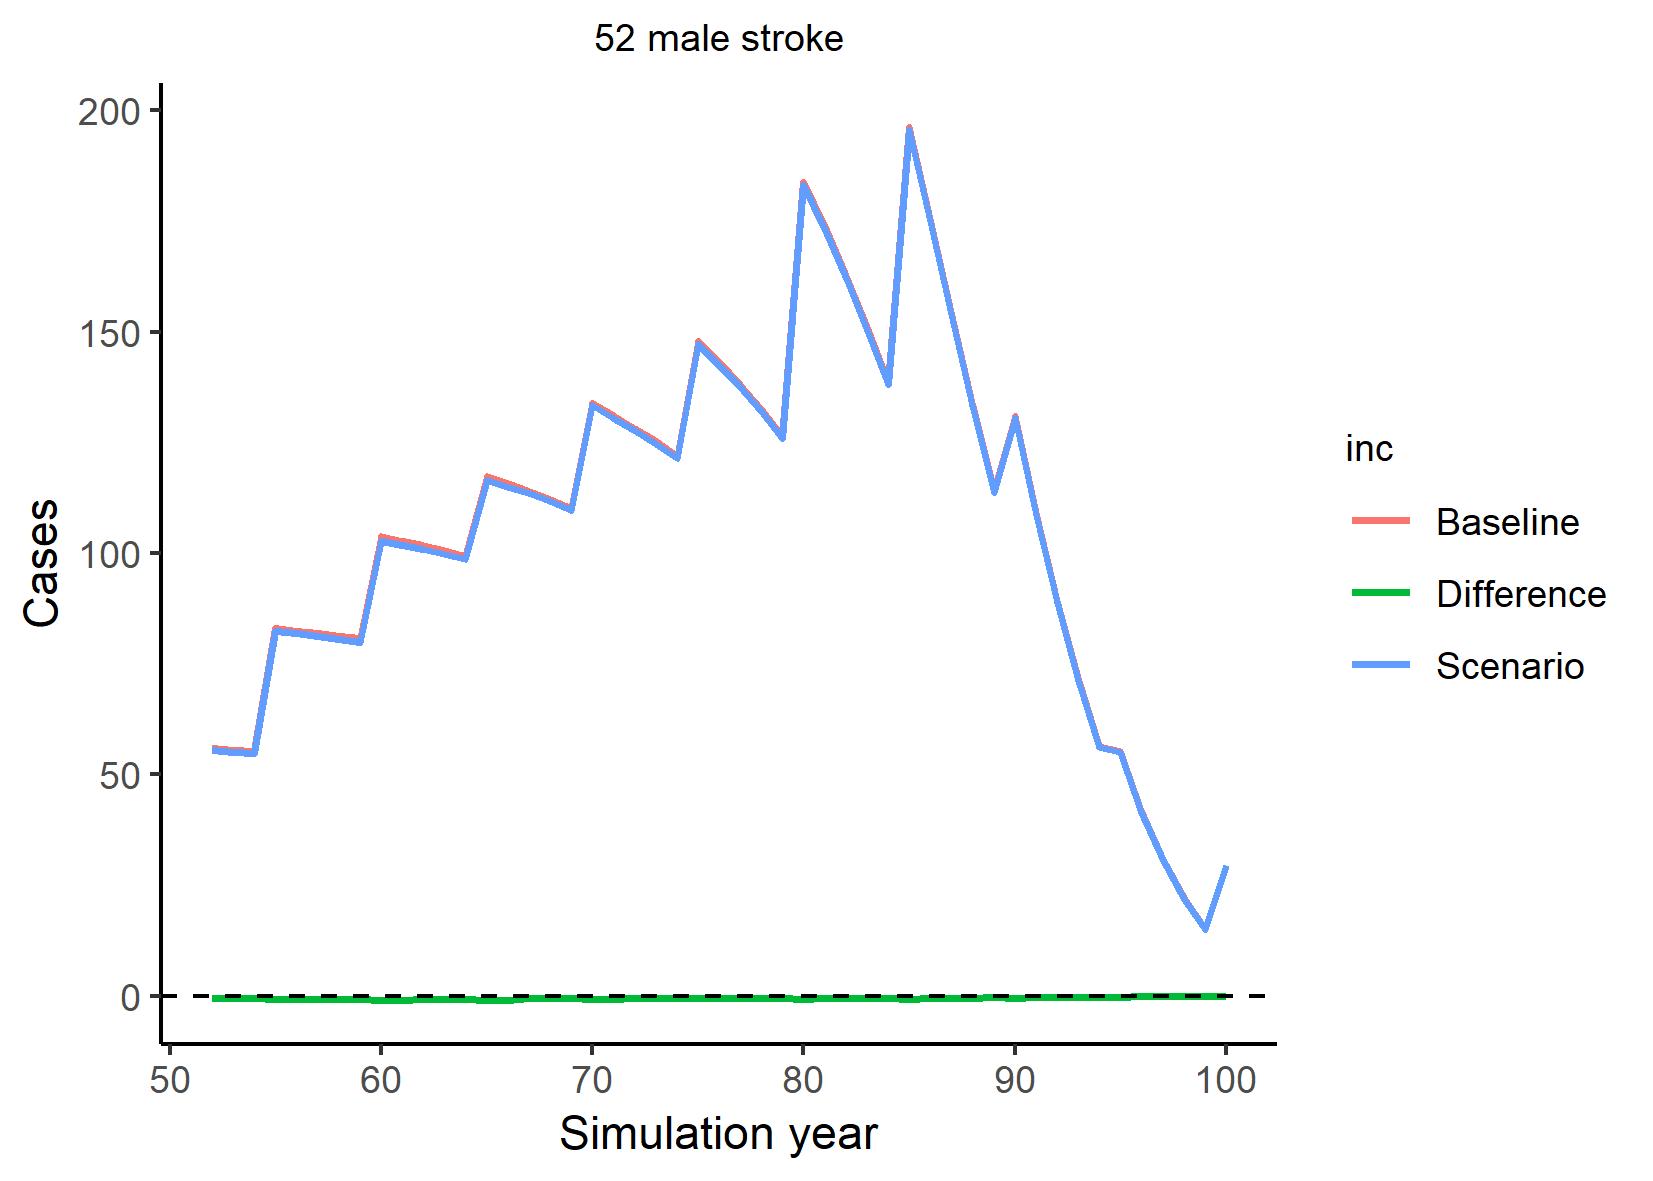 52 male stroke
200
150
100
50
0
Cases
50 60 70 80 90 100
Simulation year
inc
Baseline
Difference
Scenario